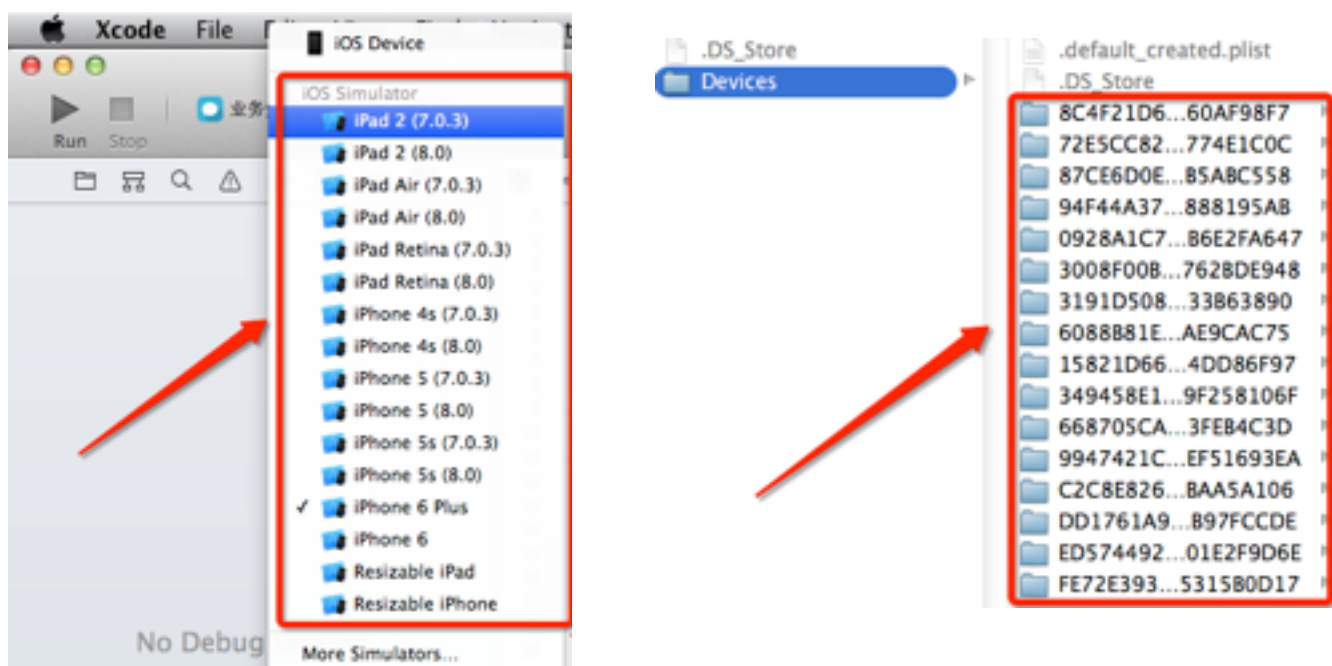 Xcode File
iOS Device
iOS Simulator
业务
Run Stop
iPad 2 (7.0.3)
iPad 2 (8.0)
iPad Air (7.0.3)
iPad Air (8.0)
iPad Retina (7.0.3)
iPad Retina (8.0)
iPhone 4s (7.0.3)
iPhone 4s (8.0)
iPhone 5 (7.0.3)
iPhone 5 (8.0)
iPhone 5s (7.0.3)
iPhone 5s (8.0)
✓ iPhone 6 Plus
iPhone 6
Resizable iPad
Resizable iPhone
No Debug
More Simulators...
.DS_Store
Devices
.default_created.plist
.DS_Store
8C4F21D6...60AF98F7
72E5CC82...774E1C0C
87CE6D0E...B5ABC558
94F44A37...888195AB
0928A1C7...B6E2FA647
3008F00B...762BDE948
3191D508...33B63890
6088B81E...AE9CAC75
15821D66...4DD86F97
349458E1...9F258106F
668705CA...3FEB4C3D
9947421C...EF51693EA
C2C8E826...BAA5A106
DD1761A9...B97FCCDE
ED574492...01E2F9D6E
FE72E393...5315B0D17